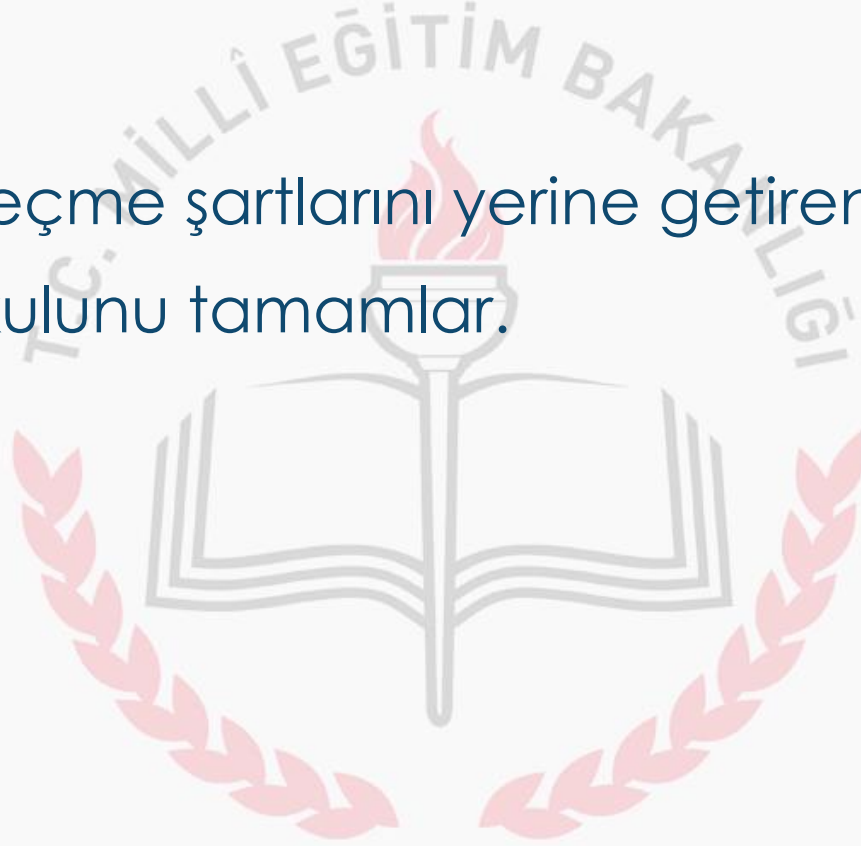 T.C. MİLLÎ EĞİTİM BAKANLIĞI
eçme şartlarını yerine getiren
ulunu tamamlar.